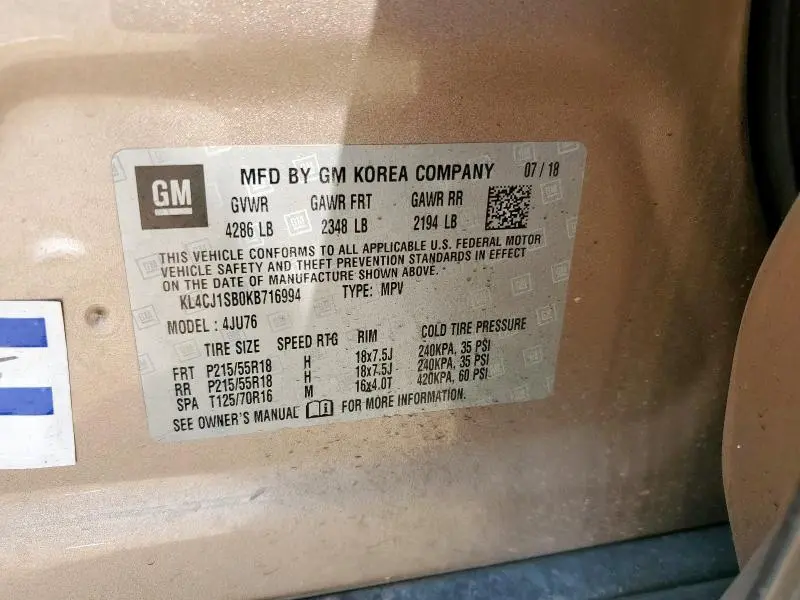 GM
MFD BY GM KOREA COMPANY 07 / 18
GVWR GAWR FRT GAWR RR
4286 LB 2348 LB 2194 LB
THIS VEHICLE CONFORMS TO ALL APPLICABLE U.S. FEDERAL MOTOR
VEHICLE SAFETY AND THEFT PREVENTION STANDARDS IN EFFECT
ON THE DATE OF MANUFACTURE SHOWN ABOVE.
KL4CJ1SB0KB716994 TYPE: MPV
MODEL : 4JU76
TIRE SIZE SPEED RTG RIM COLD TIRE PRESSURE
FRT P215/55R18 H 18x7.5J 240KPA, 35 PSI
RR P215/55R18 H 18x7.5J 240KPA, 35 PSI
SPA T125/70R16 M 16x4.0T 420KPA, 60 PSI
SEE OWNER'S MANUAL FOR MORE INFORMATION.